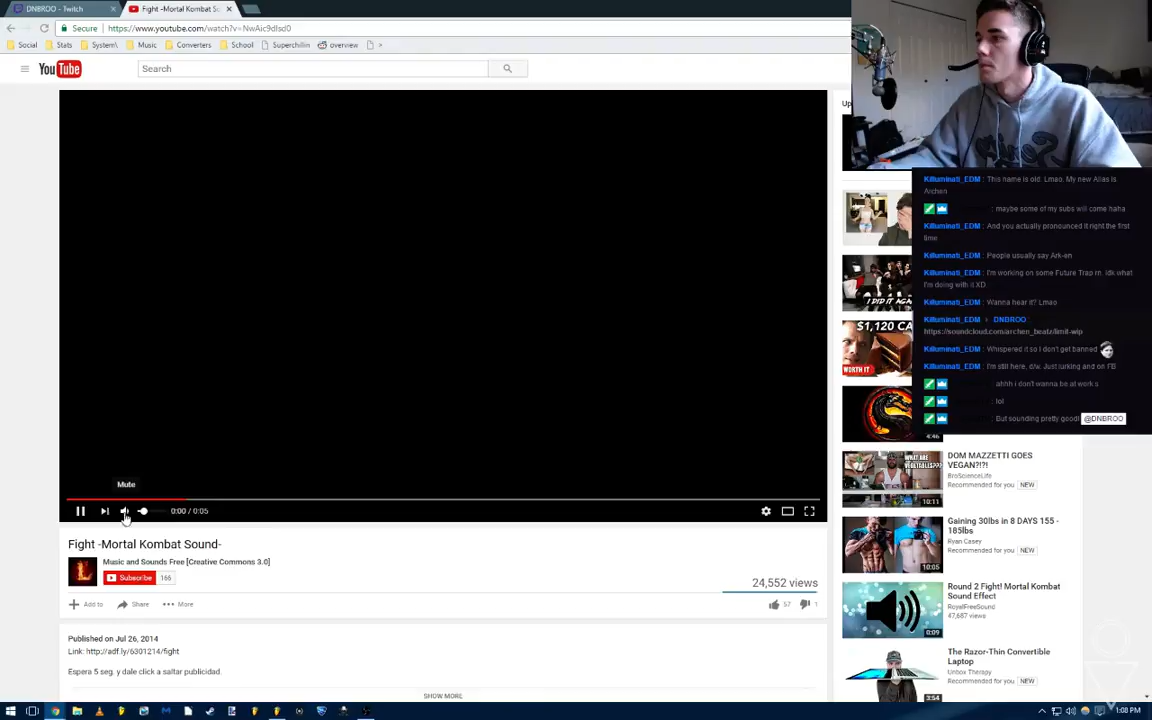 DNBROO - Twitch
Fight -Mortal Kombat So
Secure
https://www.youtube.com/watch?v=NwAic9dIsd0
Social
Stats
System\
Music
Converters
School
Superchillin
overview
YouTube
Search
Up
Killuminati_EDM : This name is old. Lmao. My new Alias is
Archen
: maybe some of my subs will come haha
Killuminati_EDM : And you actually pronounced it right the first
time
Killuminati_EDM : People usually say Ark-en
Killuminati_EDM : I'm working on some Future Trap rn. Idk what
I'm doing with it XD.
Killuminati_EDM : Wanna hear it? Lmao
Killuminati_EDM › DNBROO :
https://soundcloud.com/archen_beatz/limit-wip
Killuminati_EDM : Whispered it so I don't get banned
Killuminati_EDM : I'm still here, d/w. Just lurking and on FB
: ahhh i don't wanna be at work s
: lol
: But sounding pretty good! @DNBROO
I DID IT AGA
$1,120 CA
WORTH IT
4:46
WHAT ARE
VEGETABLES??
10:11
DOM MAZZETTI GOES
VEGAN?!?!
BroScienceLife
Recommended for you NEW
10:05
Gaining 30lbs in 8 DAYS 155 -
185lbs
Ryan Casey
Recommended for you NEW
0:09
Round 2 Fight! Mortal Kombat
Sound Effect
RoyalFreeSound
47,687 views
3:54
The Razor-Thin Convertible
Laptop
Unbox Therapy
Recommended for you NEW
Mute
0:00 / 0:05
Fight -Mortal Kombat Sound-
Music and Sounds Free [Creative Commons 3.0]
Subscribe 166
24,552 views
Add to
Share
More
57
1
Published on Jul 26, 2014
Link: http://adf.ly/6301214/fight
Espera 5 seg. y dale click a saltar publicidad.
SHOW MORE
1:08 PM